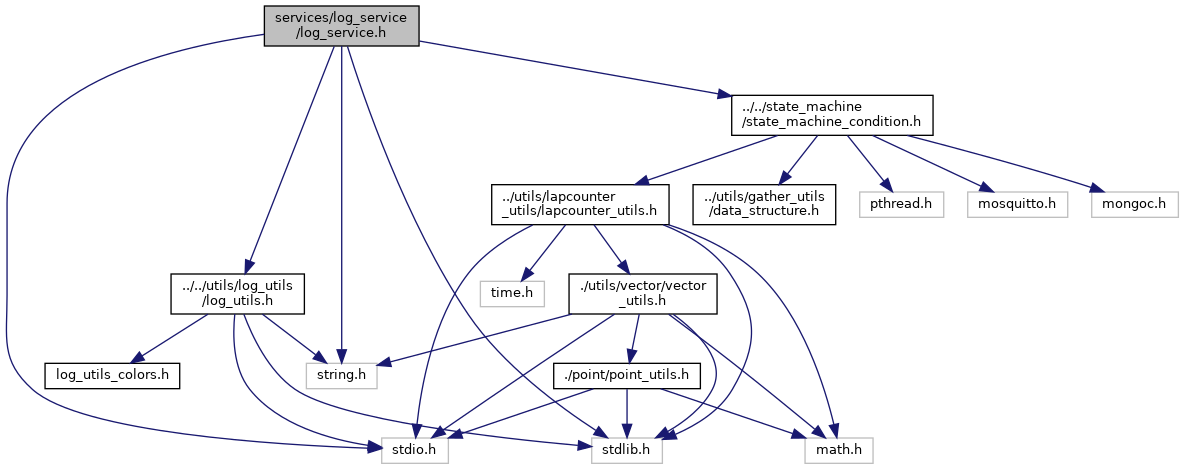 services/log_service
/log_service.h
../../state_machine
/state_machine_condition.h
../utils/lapcounter
_utils/lapcounter_utils.h
../utils/gather_utils
/data_structure.h
pthread.h
mosquitto.h
mongoc.h
../../utils/log_utils
/log_utils.h
time.h
./utils/vector/vector
_utils.h
log_utils_colors.h
string.h
./point/point_utils.h
stdio.h
stdlib.h
math.h